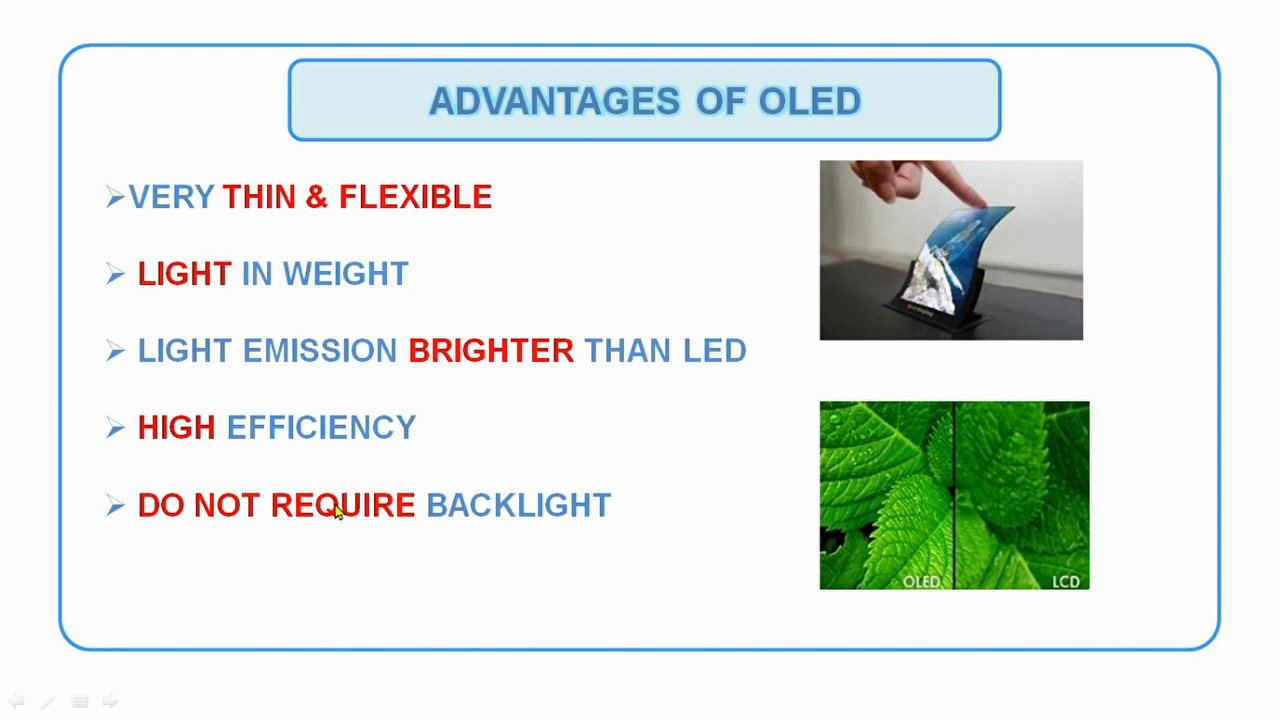 ADVANTAGES OF OLED
➢VERY THIN & FLEXIBLE
➢ LIGHT IN WEIGHT
➢ LIGHT EMISSION BRIGHTER THAN LED
➢ HIGH EFFICIENCY
➢ DO NOT REQUIRE BACKLIGHT
OLED LCD